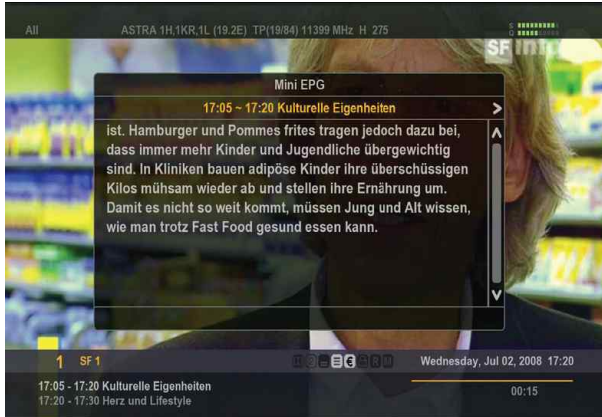 All ASTRA 1H,1KR,1L (19.2E) TP(19/84) 11399 MHz H 275
S
Q
SF info
Mini EPG
17:05 ~ 17:20 Kulturelle Eigenheiten >
ist. Hamburger und Pommes frites tragen jedoch dazu bei,
dass immer mehr Kinder und Jugendliche übergewichtig
sind. In Kliniken bauen adipöse Kinder ihre überschüssigen
Kilos mühsam wieder ab und stellen ihre Ernährung um.
Damit es nicht so weit kommt, müssen Jung und Alt wissen,
wie man trotz Fast Food gesund essen kann.
1 SF 1 € Wednesday, Jul 02, 2008 17:20
17:05 - 17:20 Kulturelle Eigenheiten
17:20 - 17:30 Herz und Lifestyle
00:15